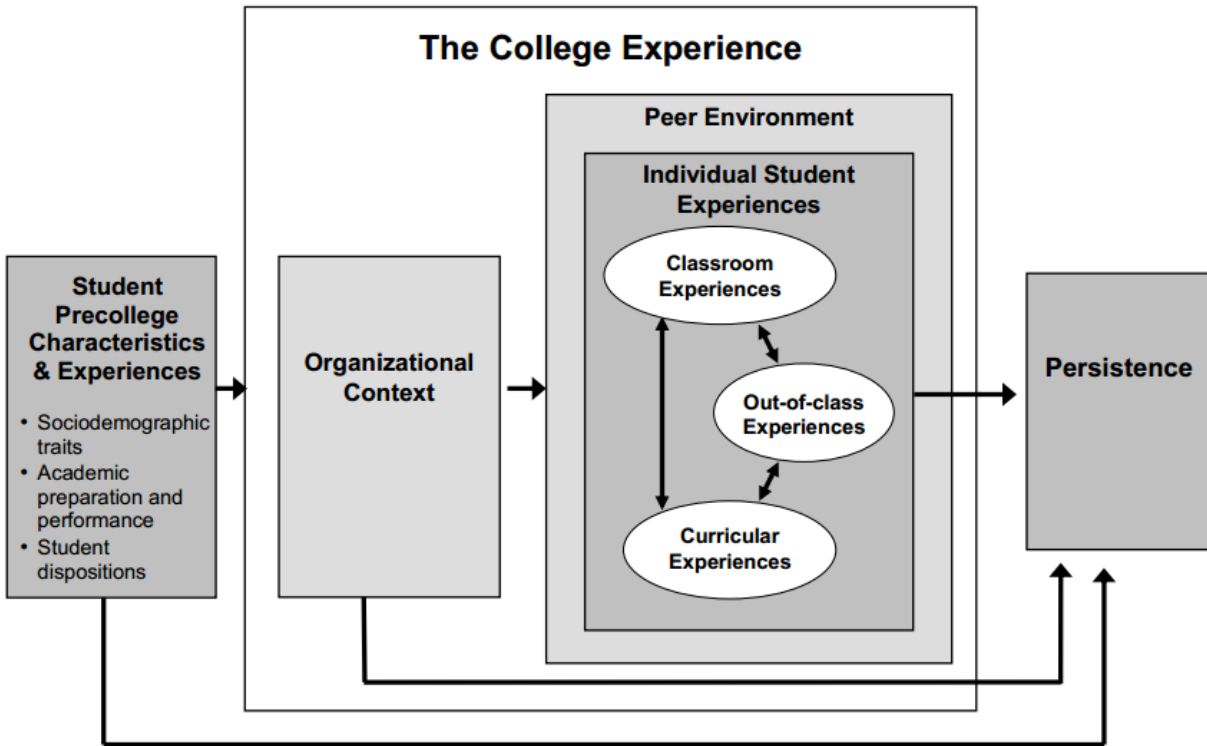 The College Experience
Peer Environment
Individual Student
Experiences
Classroom
Experiences
Out-of-class
Experiences
Curricular
Experiences
Student
Precollege
Characteristics
& Experiences
• Sociodemographic
traits
• Academic
preparation and
performance
• Student
dispositions
Organizational
Context
Persistence